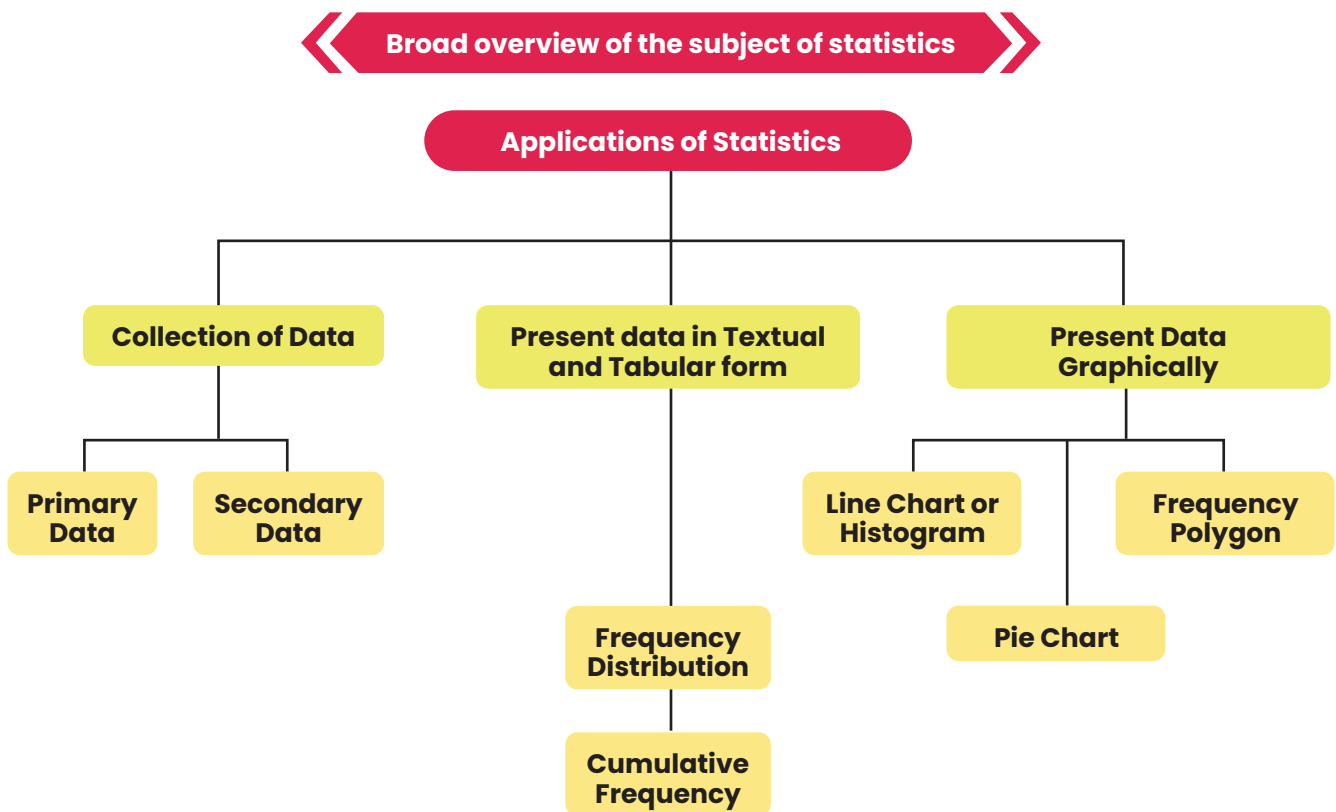 Broad overview of the subject of statistics
Applications of Statistics
Collection of Data
Present data in Textual
and Tabular form
Present Data
Graphically
Primary
Data
Secondary
Data
Line Chart or
Histogram
Frequency
Polygon
Pie Chart
Frequency
Distribution
Cumulative
Frequency